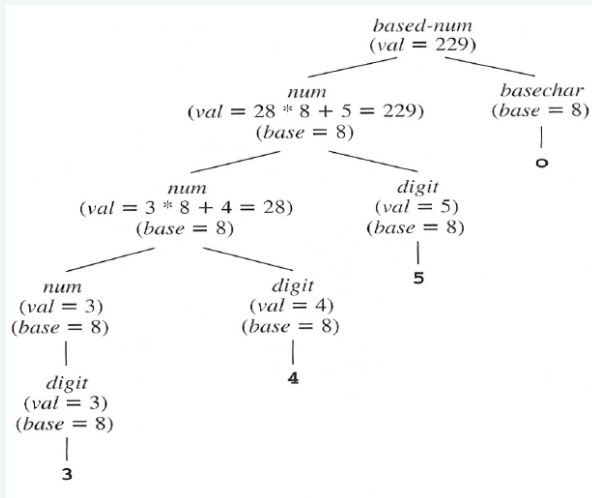 based-num
(val = 229)
num
(val = 28 * 8 + 5 = 229)
(base = 8)
basechar
(base = 8)
o
num
(val = 3 * 8 + 4 = 28)
(base = 8)
digit
(val = 5)
(base = 8)
5
num
(val = 3)
(base = 8)
digit
(val = 4)
(base = 8)
4
digit
(val = 3)
(base = 8)
3